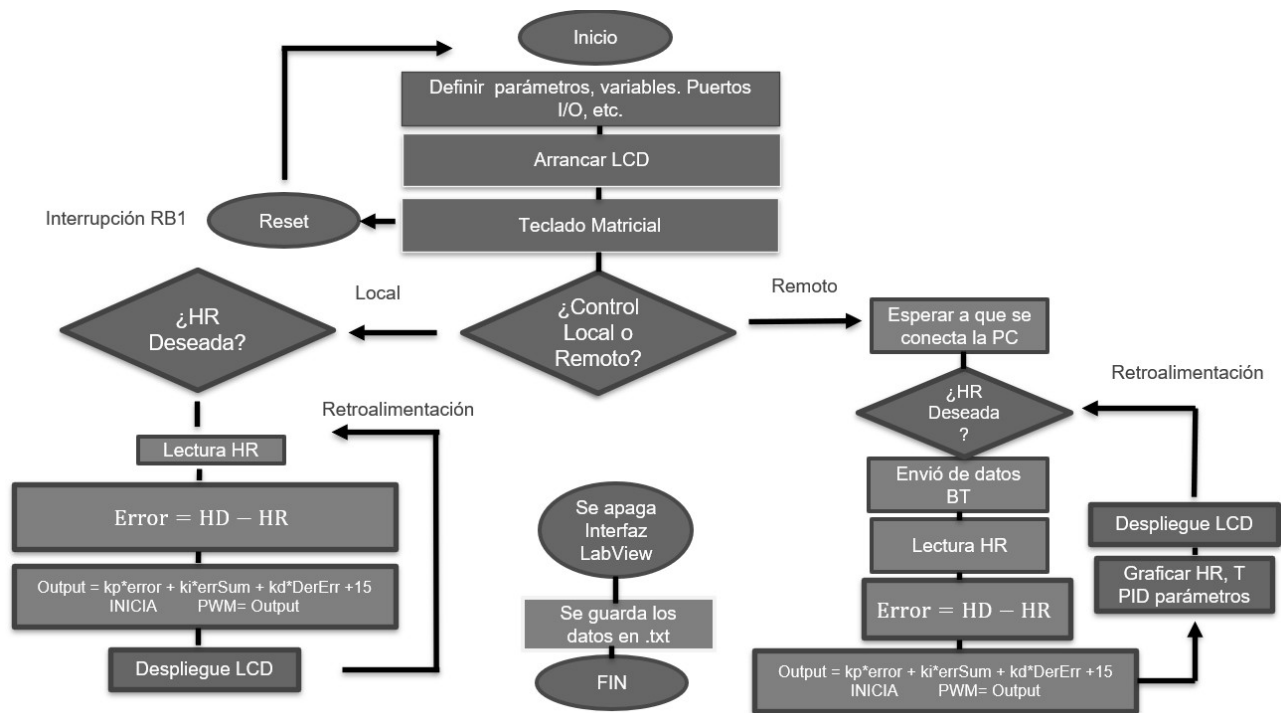 Inicio
Definir parámetros, variables. Puertos
I/O, etc.
Arrancar LCD
Teclado Matricial
Interrupción RB1
Reset
¿Control
Local o
Remoto?
Local
¿HR
Deseada?
Retroalimentación
Lectura HR
Error = HD − HR
Output = kp*error + ki*errSum + kd*DerErr +15
INICIA PWM= Output
Despliegue LCD
Se apaga
Interfaz
LabView
Se guarda los
datos en .txt
FIN
Remoto
Esperar a que se
conecta la PC
Retroalimentación
¿HR
Deseada
?
Envió de datos
BT
Lectura HR
Error = HD − HR
Output = kp*error + ki*errSum + kd*DerErr +15
INICIA PWM= Output
Despliegue LCD
Graficar HR, T
PID parámetros